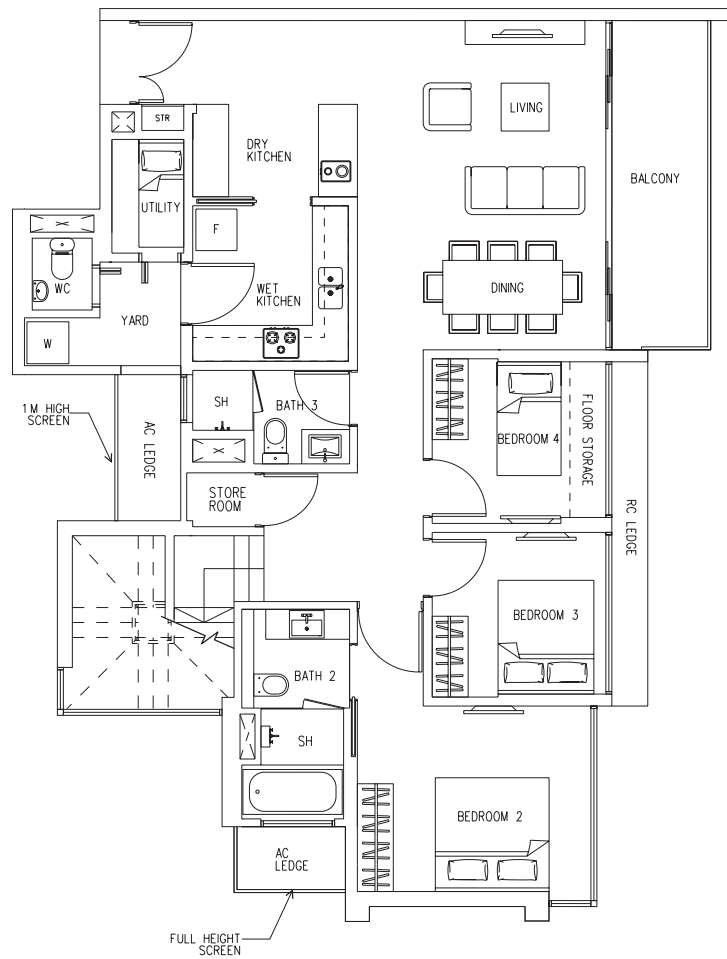 STR
LIVING
DRY
KITCHEN
BALCONY
UTILITY
F
WC
WET
KITCHEN
DINING
YARD
W
1M HIGH
SCREEN
SH
BATH 3
AC LEDGE
BEDROOM 4
FLOOR STORAGE
STORE
ROOM
RC LEDGE
BEDROOM 3
BATH 2
SH
BEDROOM 2
AC
LEDGE
FULL HEIGHT
SCREEN